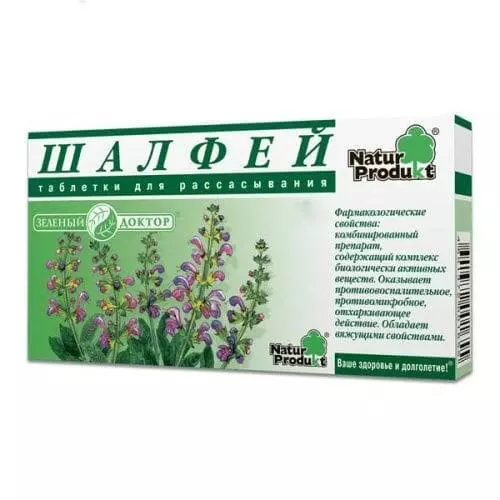 ШАЛФЕЙ
таблетки для рассасывания
ЗЕЛЕНЫЙ ДОКТОР®
Natur
Produkt
Natur®
Produkt
Фармакологические
свойства:
комбинированный
препарат,
содержащий комплекс
биологически активных
веществ. Оказывает
противовоспалительное,
противомикробное,
отхаркивающее
действие. Обладает
вяжущими свойствами.
Ваше здоровье и долголетие!